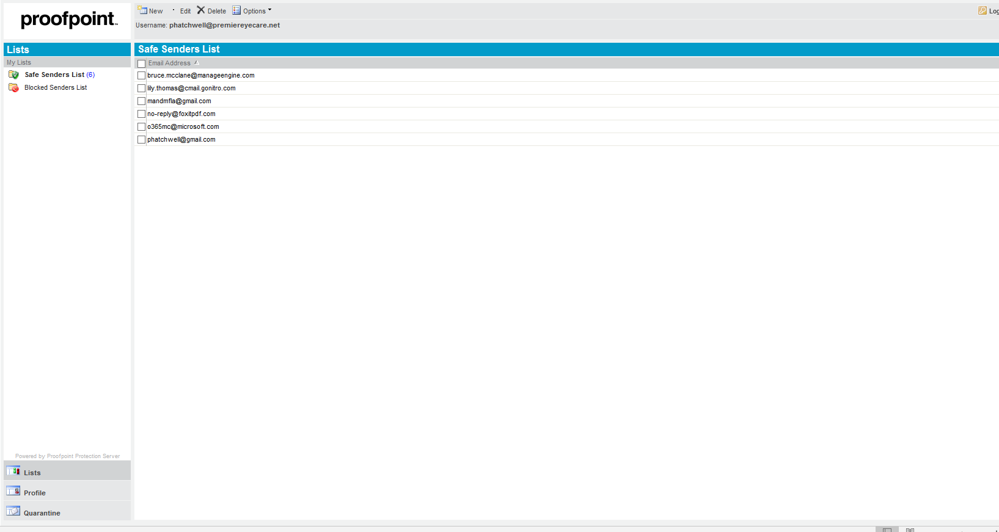 proofpoint™
New Edit Delete Options
Username: phatchwell@premiereyecare.net
Lists
My Lists
Safe Senders List (6)
Blocked Senders List
Safe Senders List
Email Address
bruce.mcclane@manageengine.com
lily.thomas@cmail.gonitro.com
mandmfla@gmail.com
no-reply@foxitpdf.com
o365mc@microsoft.com
phatchwell@gmail.com
Powered by Proofpoint Protection Server
Lists
Profile
Quarantine